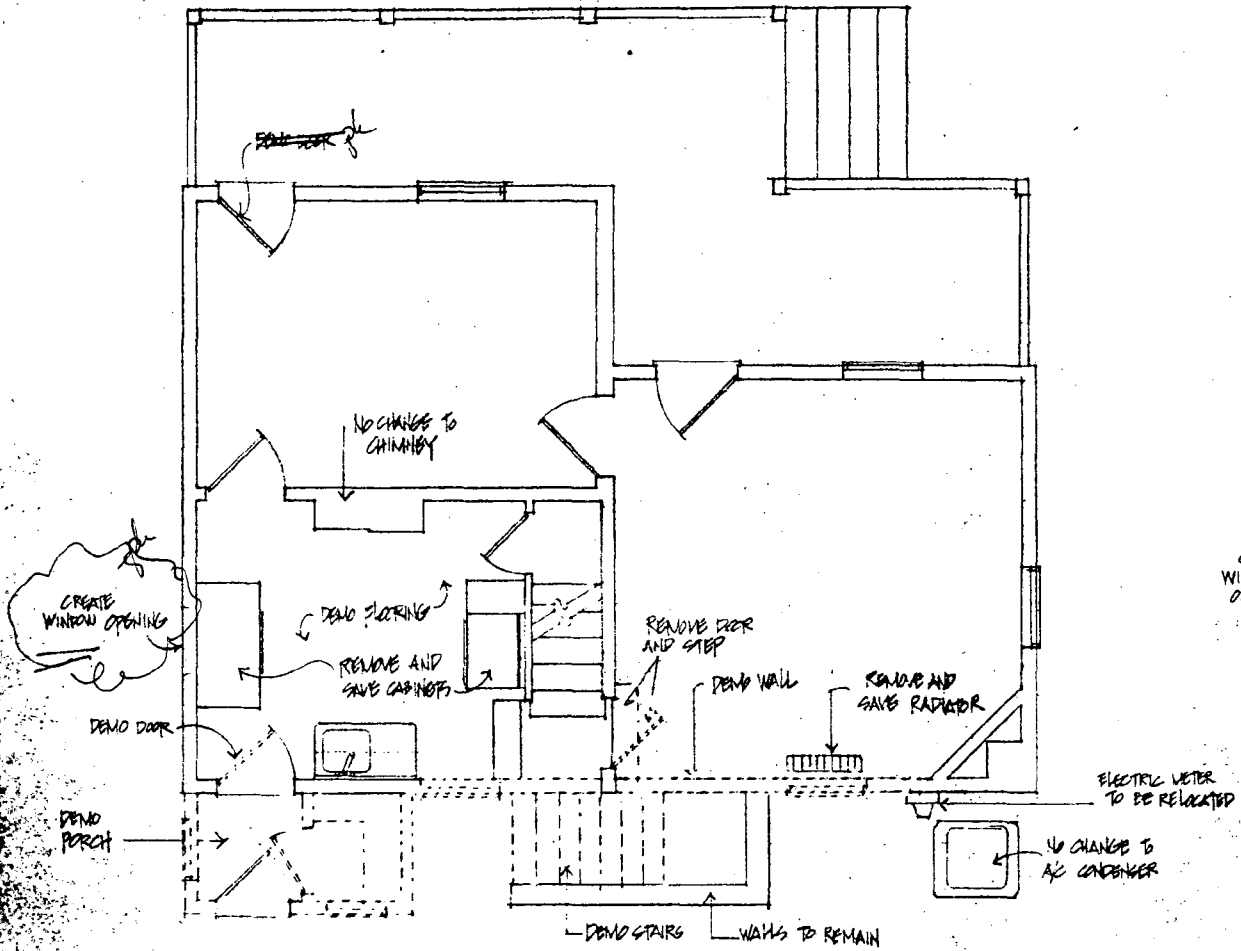 DEMO DOOR
NO CHANGE TO
CHIMNEY
CREATE
WINDOW OPENING
DEMO FLOORING
REMOVE AND
SAVE CABINETS
REMOVE DOOR
AND STEP
DEMO WALL
REMOVE AND
SAVE RADIATOR
DEMO DOOR
DEMO
PORCH
ELECTRIC METER
TO BE RELOCATED
NO CHANGE TO
A/C CONDENSER
DEMO STAIRS
WALLS TO REMAIN